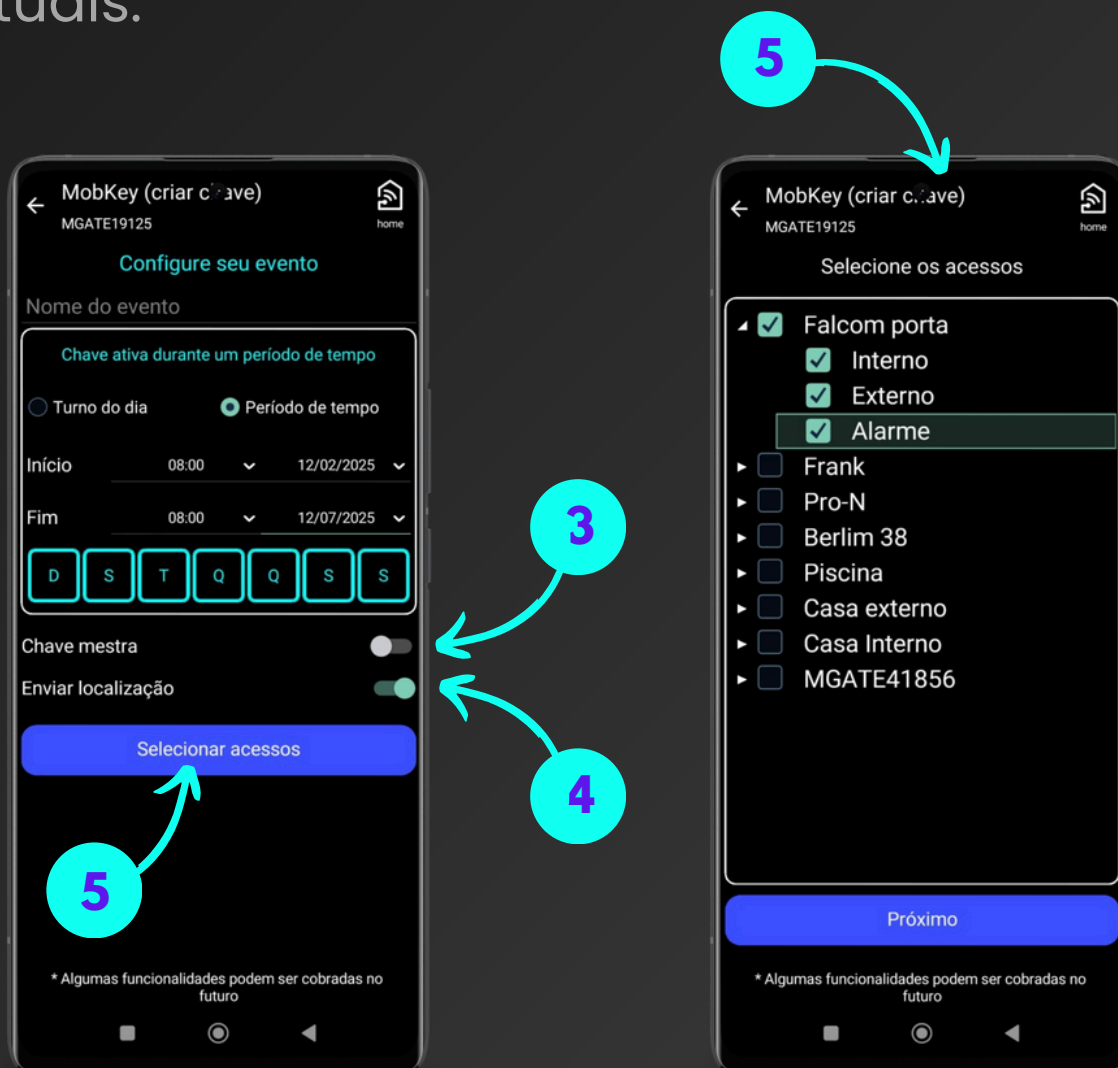 5
MobKey (criar chave)
MGATE19125
home
Configure seu evento
Nome do evento
Chave ativa durante um período de tempo
Turno do dia
Período de tempo
Início 08:00 12/02/2025
Fim 08:00 12/07/2025
D S T Q Q S S
Chave mestra
Enviar localização
Selecionar acessos
3
4
5
* Algumas funcionalidades podem ser cobradas no
futuro
MobKey (criar chave)
MGATE19125
home
Selecione os acessos
Falcom porta
Interno
Externo
Alarme
Frank
Pro-N
Berlim 38
Piscina
Casa externo
Casa Interno
MGATE41856
Próximo
* Algumas funcionalidades podem ser cobradas no
futuro